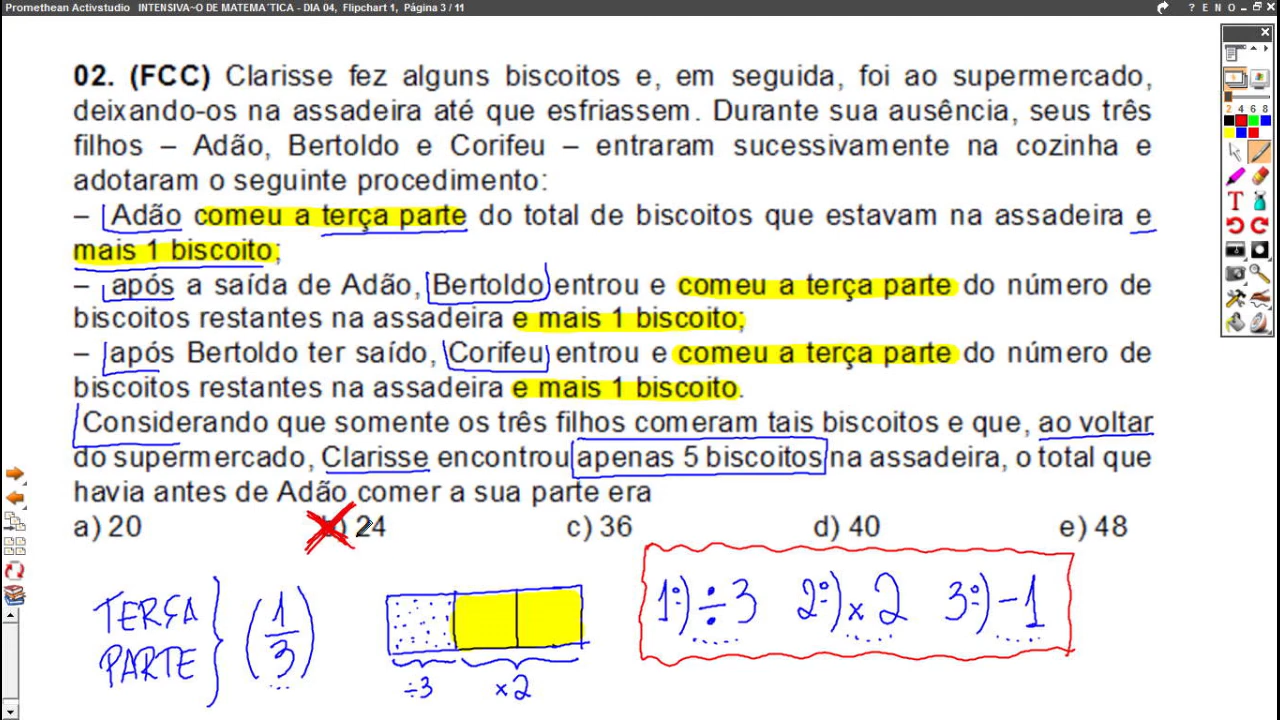 Promethean Activstudio INTENSIVA~O DE MATEMA´TICA - DIA 04, Flipchart 1, Página 3 / 11
? E N O
02. (FCC) Clarisse fez alguns biscoitos e, em seguida, foi ao supermercado,
deixando-os na assadeira até que esfriassem. Durante sua ausência, seus três
filhos – Adão, Bertoldo e Corifeu – entraram sucessivamente na cozinha e
adotaram o seguinte procedimento:
– Adão comeu a terça parte do total de biscoitos que estavam na assadeira e
mais 1 biscoito;
– após a saída de Adão, Bertoldo entrou e comeu a terça parte do número de
biscoitos restantes na assadeira e mais 1 biscoito;
– após Bertoldo ter saído, Corifeu entrou e comeu a terça parte do número de
biscoitos restantes na assadeira e mais 1 biscoito.
Considerando que somente os três filhos comeram tais biscoitos e que, ao voltar
do supermercado, Clarisse encontrou apenas 5 biscoitos na assadeira, o total que
havia antes de Adão comer a sua parte era
a) 20 b) 24 c) 36 d) 40 e) 48
TERÇA PARTE } (1/3)
÷3 ×2
1º) ÷3 2º) ×2 3º) −1
2 4 6 8
T